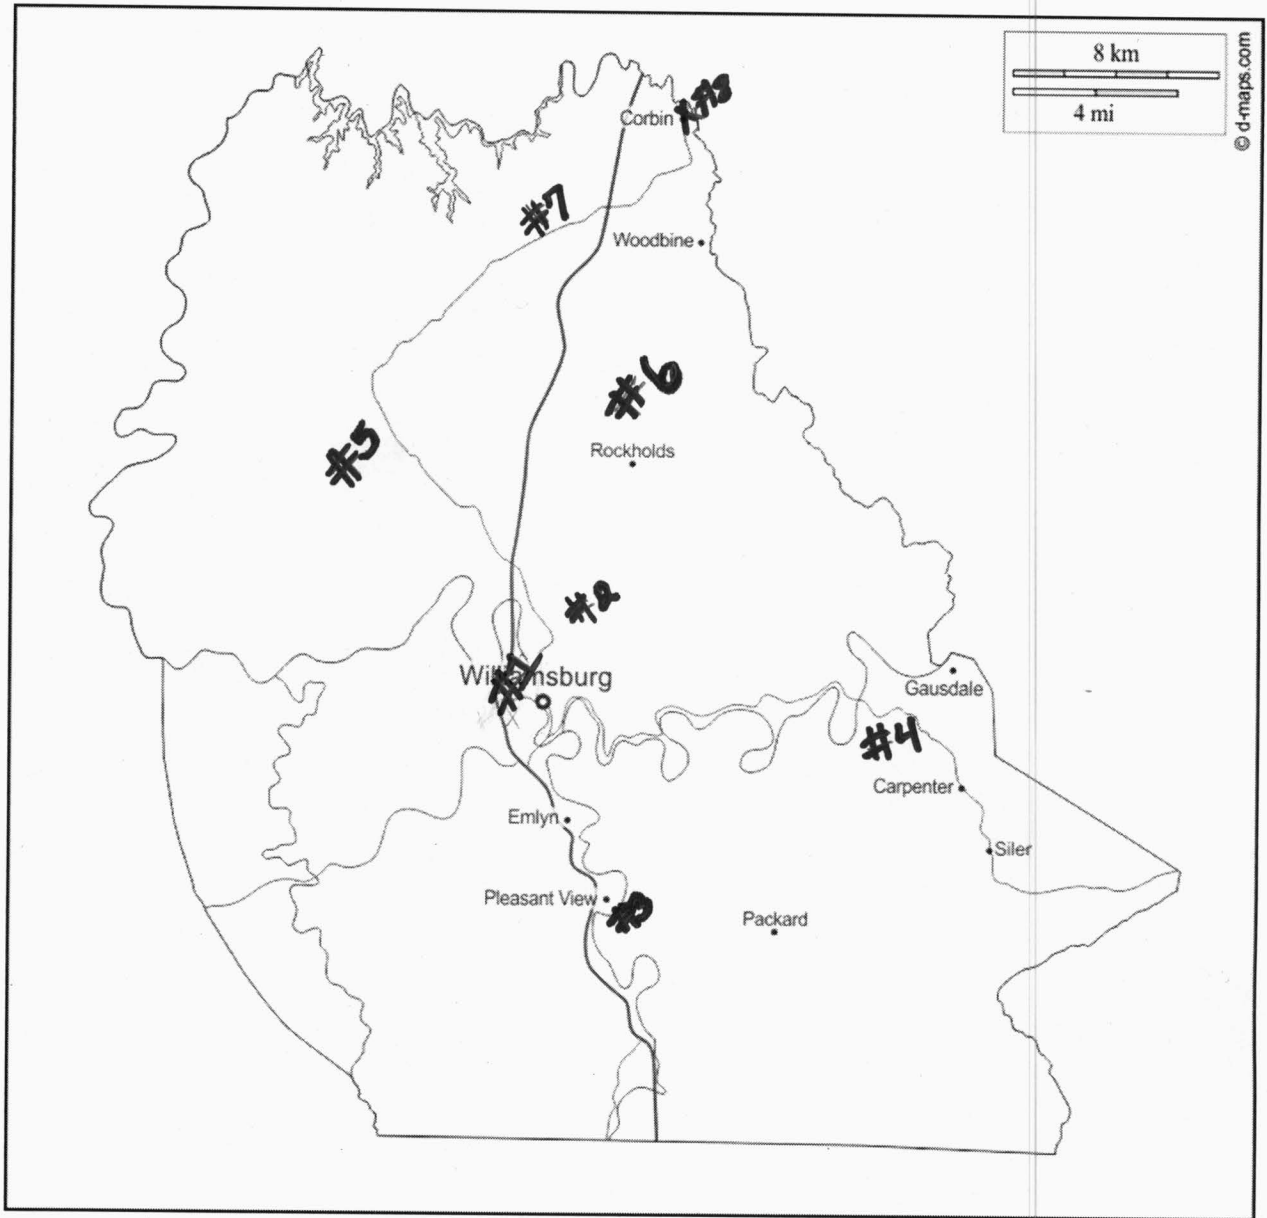 8 km
4 mi
© d-maps.com
Corbin #8
#7
Woodbine
#6
Rockholds
#5
#2
Williamsburg
#1
Gausdale
#4
Carpenter
Emlyn
Siler
Pleasant View #3
Packard